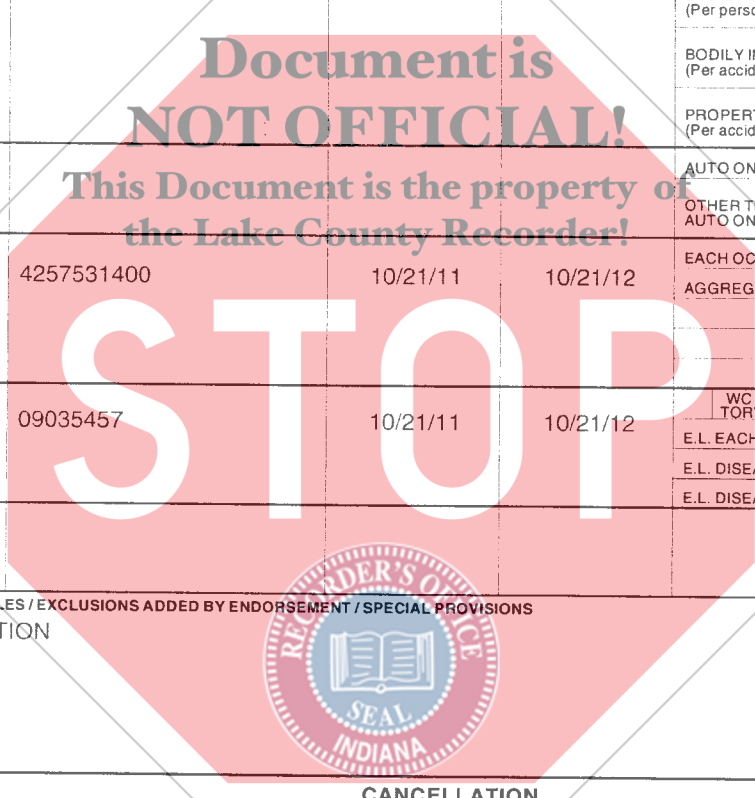 (Per perso
Document is
BODILY I
(Per accid
NOT OFFICIAL!
PROPERT
(Per accid
AUTO ON
This Document is the property of
OTHER T
AUTO ON
the Lake County Recorder!
EACH OC
4257531400 10/21/11 10/21/12
AGGREG
STOP
WC
TOR
09035457 10/21/11 10/21/12
E.L. EACH
E.L. DISEA
E.L. DISEA
LES / EXCLUSIONS ADDED BY ENDORSEMENT / SPECIAL PROVISIONS
TION
RECORDER'S OFFICE
SEAL
INDIANA
CANCELLATION